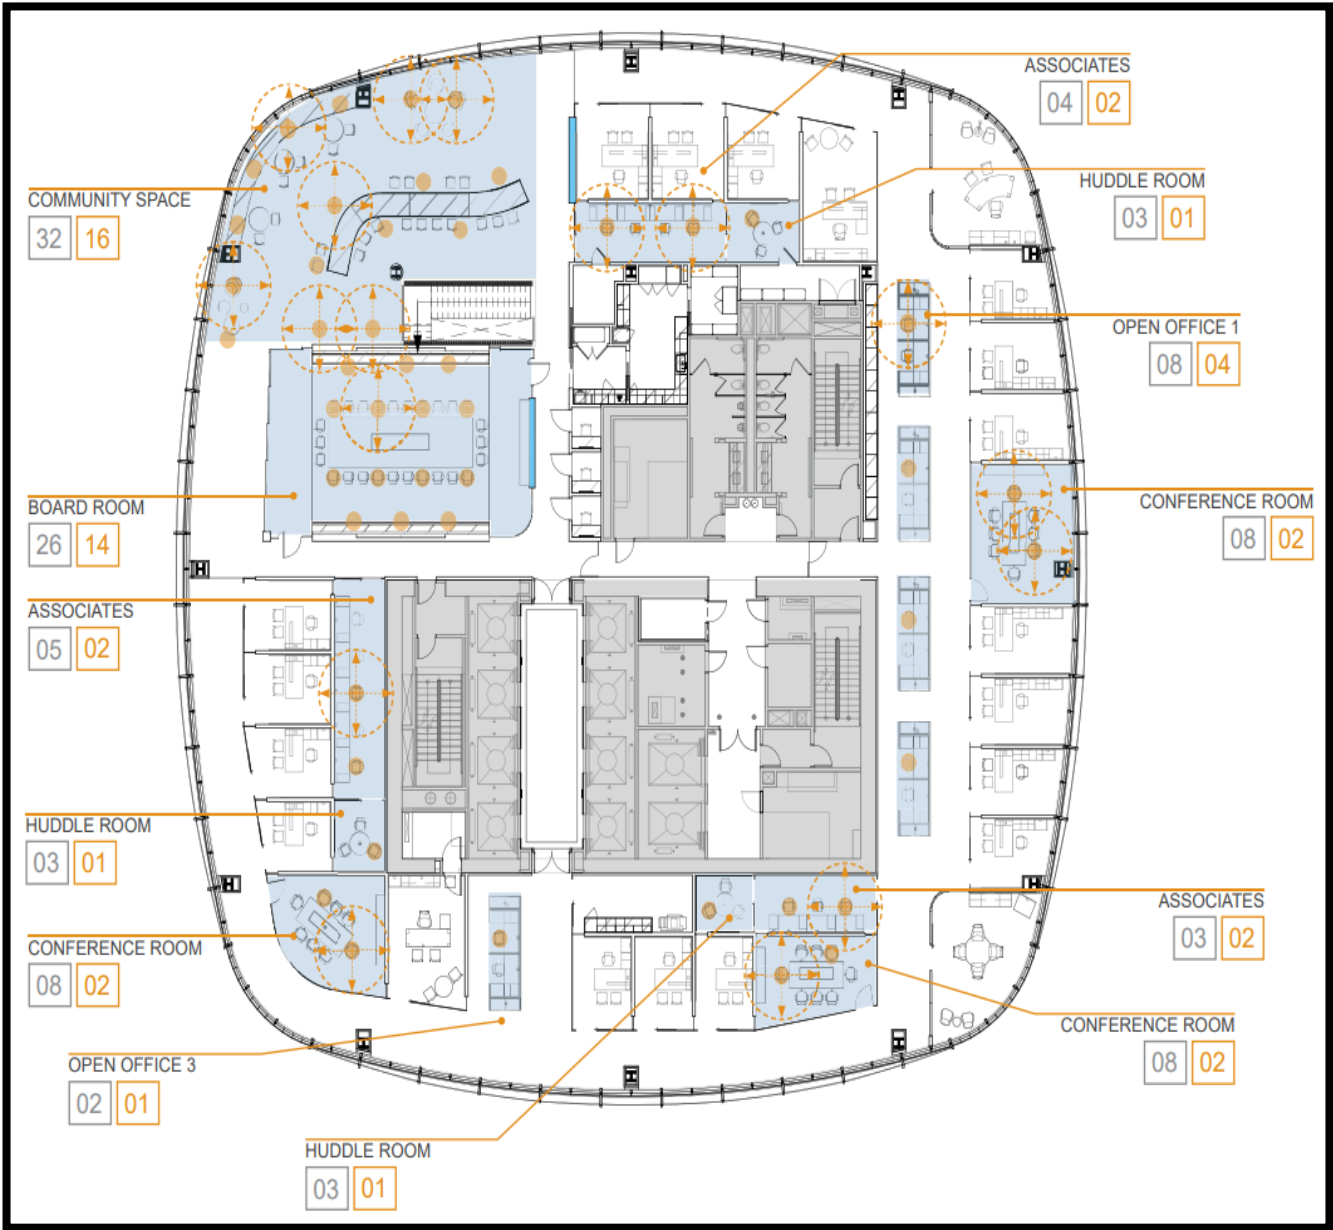 ASSOCIATES
04 02
HUDDLE ROOM
03 01
COMMUNITY SPACE
32 16
OPEN OFFICE 1
08 04
CONFERENCE ROOM
08 02
BOARD ROOM
26 14
ASSOCIATES
05 02
HUDDLE ROOM
03 01
ASSOCIATES
03 02
CONFERENCE ROOM
08 02
CONFERENCE ROOM
08 02
OPEN OFFICE 3
02 01
HUDDLE ROOM
03 01